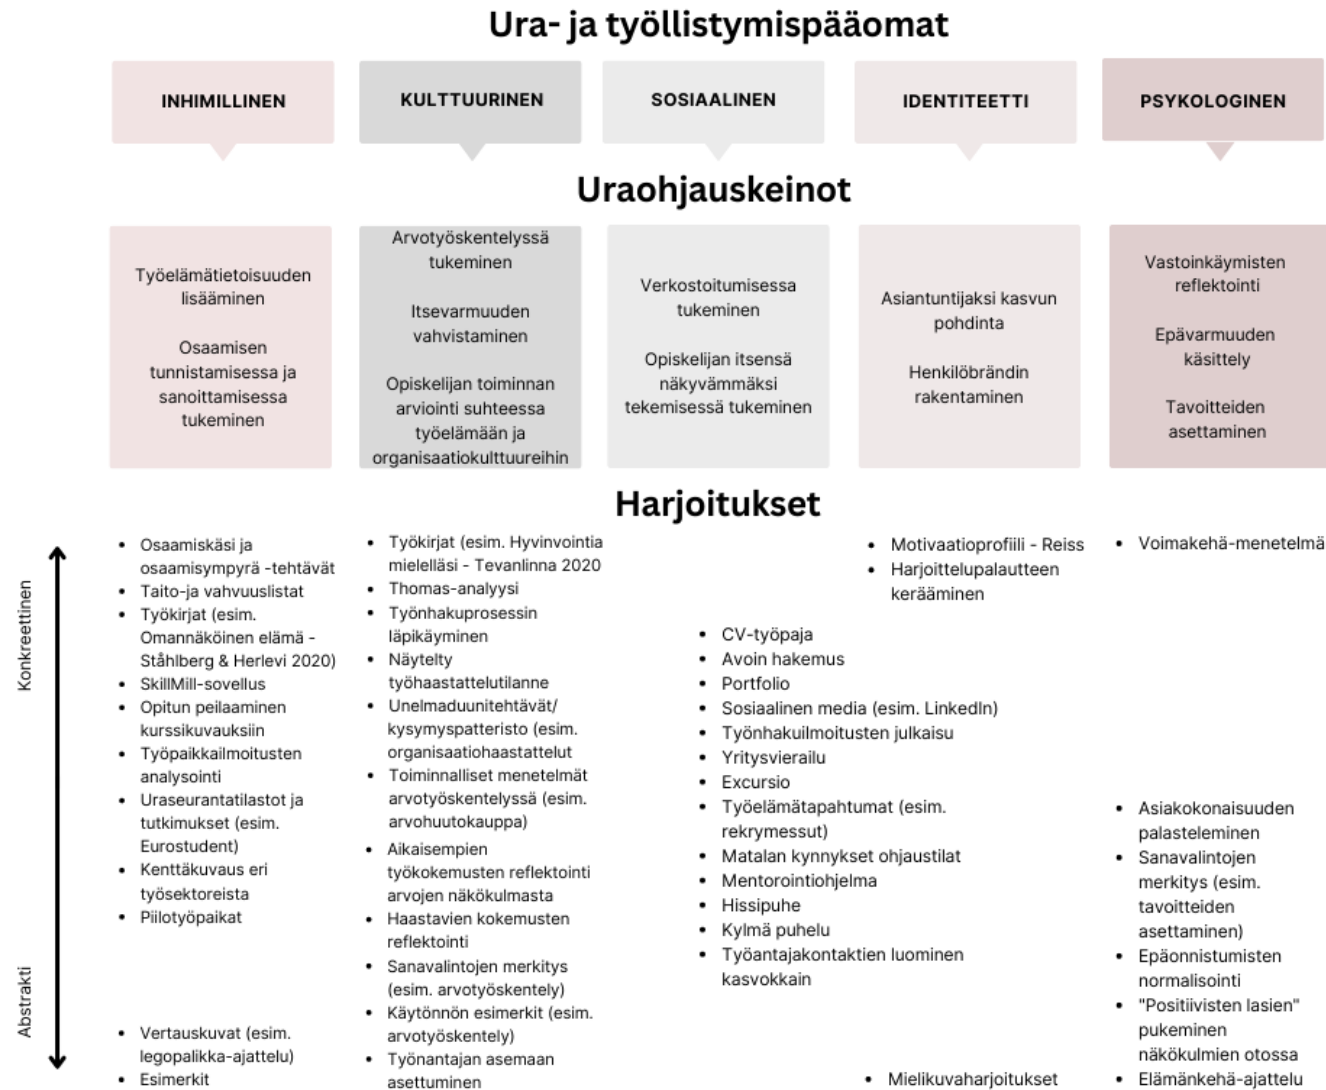 Ura- ja työllistymispääomat
INHIMILLINEN
KULTTUURINEN
SOSIAALINEN
IDENTITEETTI
PSYKOLOGINEN
Uraohjauskeinot
Työelämätietoisuuden
lisääminen
Osaamisen
tunnistamisessa ja
sanoittamisessa
tukeminen
Arvotyöskentelyssä
tukeminen
Itsevarmuuden
vahvistaminen
Opiskelijan toiminnan
arviointi suhteessa
työelämään ja
organisaatiokulttuureihin
Verkostoitumisessa
tukeminen
Opiskelijan itsensä
näkyvämmäksi
tekemisessä tukeminen
Asiantuntijaksi kasvun
pohdinta
Henkilöbrändin
rakentaminen
Vastoinkäymisten
reflektointi
Epävarmuuden
käsittely
Tavoitteiden
asettaminen
Harjoitukset
Konkreettinen
Abstrakti
• Osaamiskäsi ja
osaamisympyrä -tehtävät
• Taito-ja vahvuuslistat
• Työkirjat (esim.
Omannäköinen elämä -
Ståhlberg & Herlevi 2020)
• SkillMill-sovellus
• Opitun peilaaminen
kurssikuvauksiin
• Työpaikkailmoitusten
analysointi
• Uraseurantatilastot ja
tutkimukset (esim.
Eurostudent)
• Kenttäkuvaus eri
työsektoreista
• Piilotyöpaikat
• Vertauskuvat (esim.
legopalikka-ajattelu)
• Esimerkit
• Työkirjat (esim. Hyvinvointia
mielelläsi - Tevanlinna 2020
• Thomas-analyysi
• Työnhakuprosessin
läpikäyminen
• Näytelty
työhaastattelutilanne
• Unelmaduunitehtävät/
kysymyspatteristo (esim.
organisaatiohaastattelut
• Toiminnalliset menetelmät
arvotyöskentelyssä (esim.
arvohuutokauppa)
• Aikaisempien
työkokemusten reflektointi
arvojen näkökulmasta
• Haastavien kokemusten
reflektointi
• Sanavalintojen merkitys
(esim. arvotyöskentely)
• Käytönnön esimerkit (esim.
arvotyöskentely)
• Työnantajan asemaan
asettuminen
• CV-työpaja
• Avoin hakemus
• Portfolio
• Sosiaalinen media (esim. LinkedIn)
• Työnhakuilmoitusten julkaisu
• Yritysvierailu
• Excursio
• Työelämätapahtumat (esim.
rekrymessut)
• Matalan kynnykset ohjaustilat
• Mentorointiohjelma
• Hissipuhe
• Kylmä puhelu
• Työantajakontaktien luominen
kasvokkain
• Motivaatioprofiili - Reiss
• Harjoittelupalautteen
kerääminen
• Mielikuvaharjoitukset
• Voimakehä-menetelmä
• Asiakokonaisuuden
palasteleminen
• Sanavalintojen
merkitys (esim.
tavoitteiden
asettaminen)
• Epäonnistumisten
normalisointi
• "Positiivisten lasien"
pukeminen
näkökulmien otossa
• Elämänkehä-ajattelu